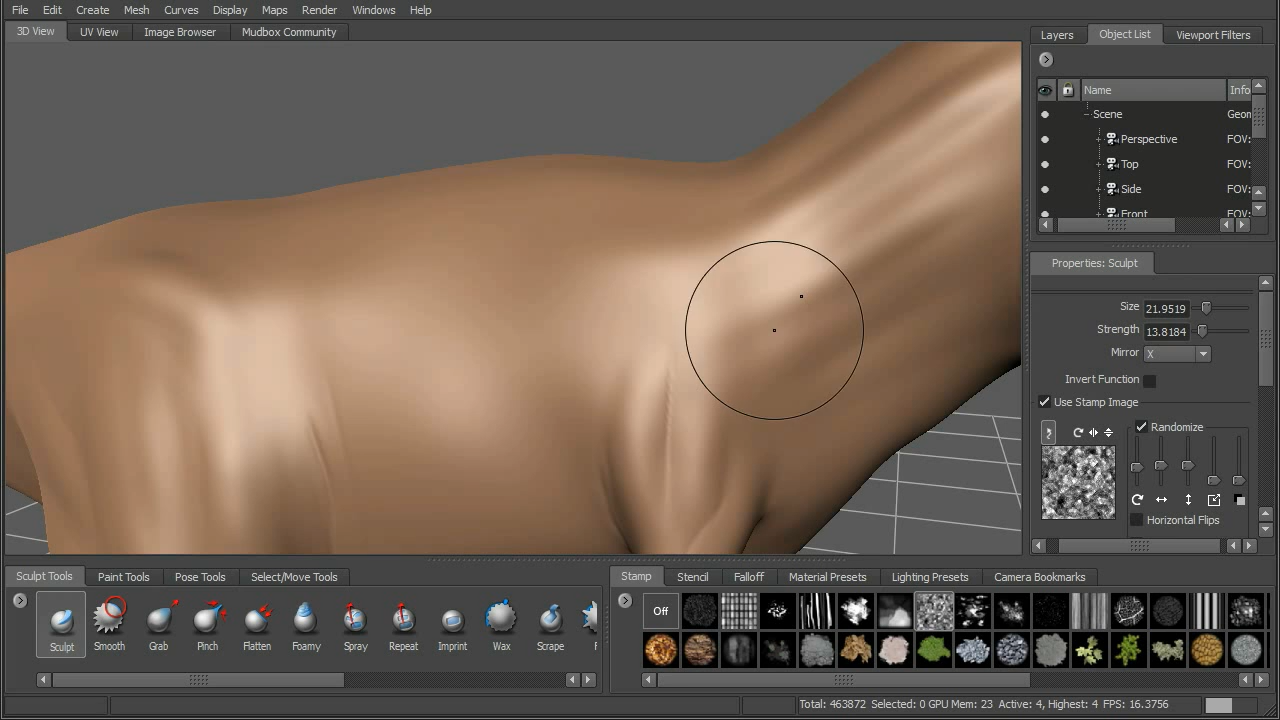 File Edit Create Mesh Curves Display Maps Render Windows Help
3D View UV View Image Browser Mudbox Community
Layers Object List Viewport Filters
Name Info
Scene Geom
Perspective FOV:
Top FOV:
Side FOV:
Front FOV:
Properties: Sculpt
Size 21.9519
Strength 13.8184
Mirror X
Invert Function
Use Stamp Image
Randomize
Horizontal Flips
Sculpt Tools Paint Tools Pose Tools Select/Move Tools
Sculpt Smooth Grab Pinch Flatten Foamy Spray Repeat Imprint Wax Scrape F
Stamp Stencil Falloff Material Presets Lighting Presets Camera Bookmarks
Off
Total: 463872 Selected: 0 GPU Mem: 23 Active: 4, Highest: 4 FPS: 16.3756